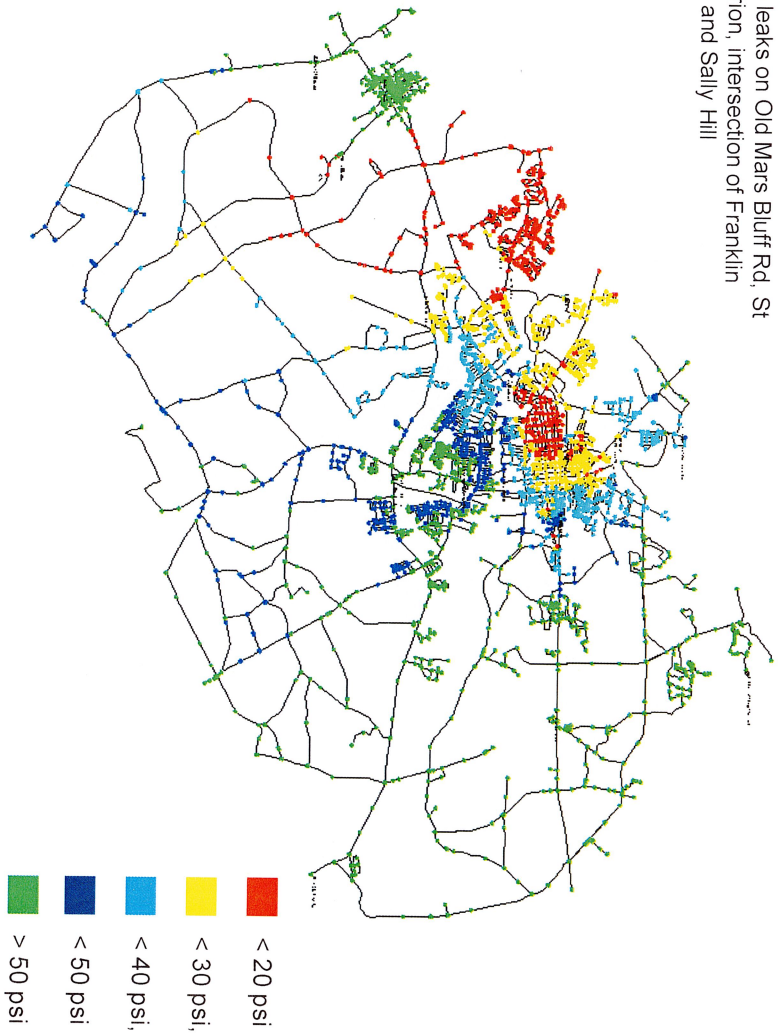 leaks on Old Mars Bluff Rd, St
rion, intersection of Franklin
and Sally Hill
< 20 psi
< 30 psi,
< 40 psi,
< 50 psi
> 50 psi